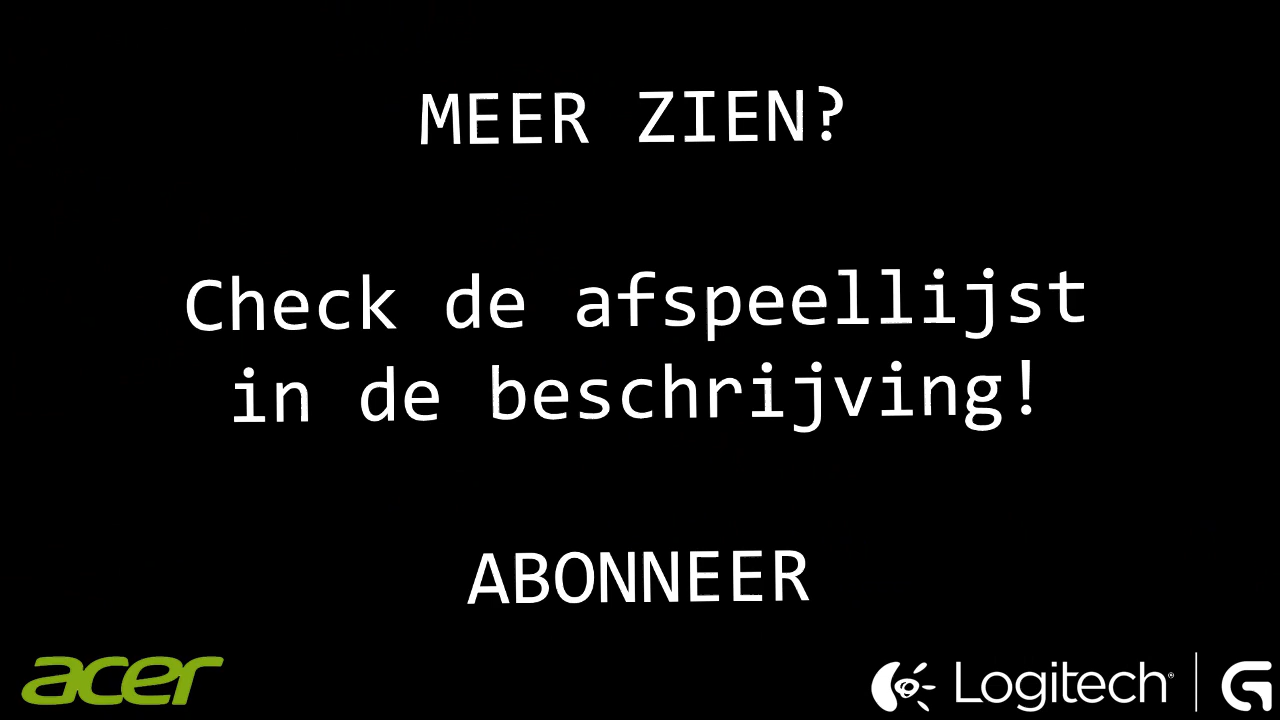 MEER ZIEN?
Check de afspeellijst
in de beschrijving!
ABONNEER
acer
Logitech
G